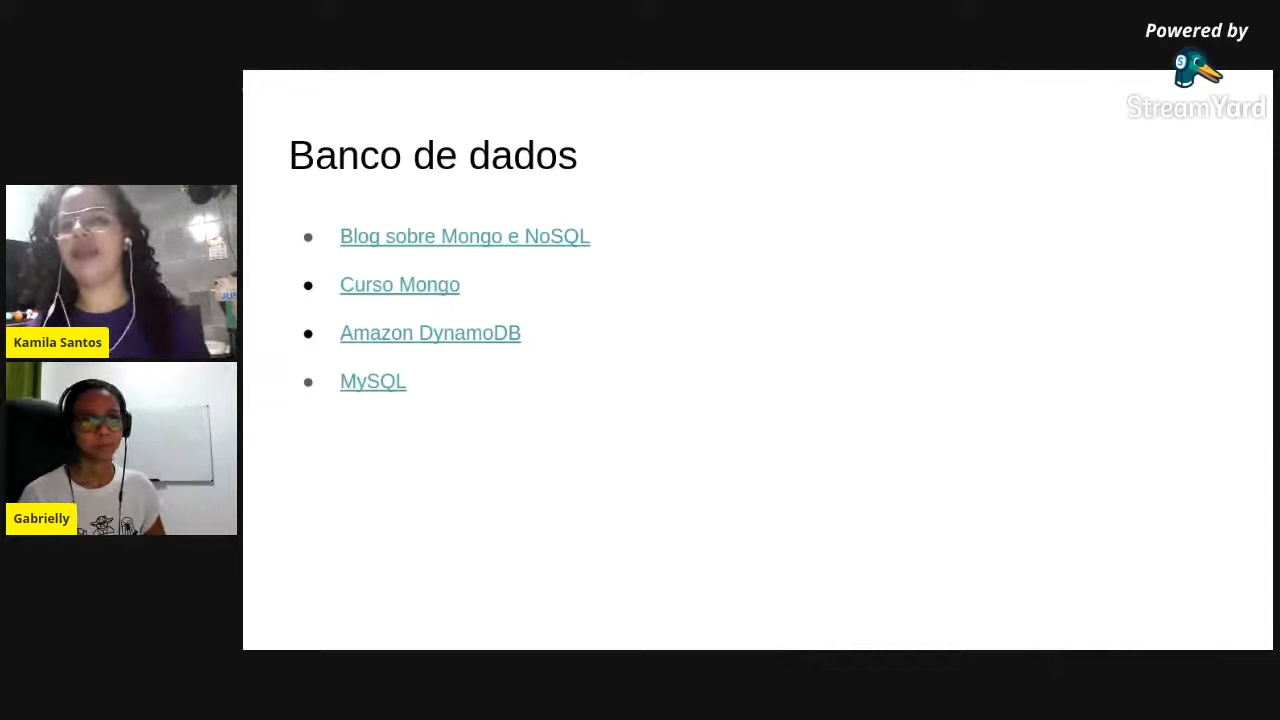 Powered by
StreamYard
Banco de dados
Blog sobre Mongo e NoSQL
Curso Mongo
Amazon DynamoDB
MySQL
Kamila Santos
Gabrielly